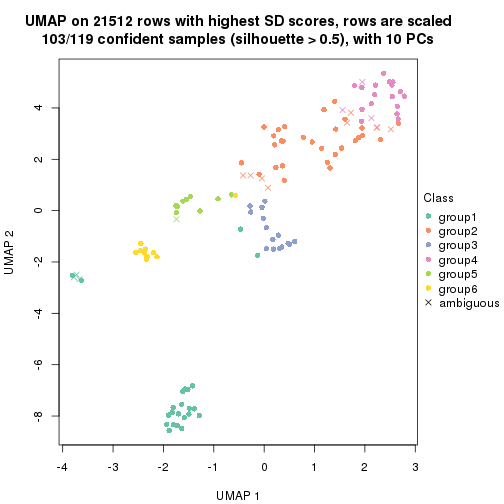 UMAP on 21512 rows with highest SD scores, rows are scaled
103/119 confident samples (silhouette > 0.5), with 10 PCs
4
2
0
-2
-4
-6
-8
UMAP 2
-4 -3 -2 -1 0 1 2 3
UMAP 1
Class
group1
group2
group3
group4
group5
group6
ambiguous